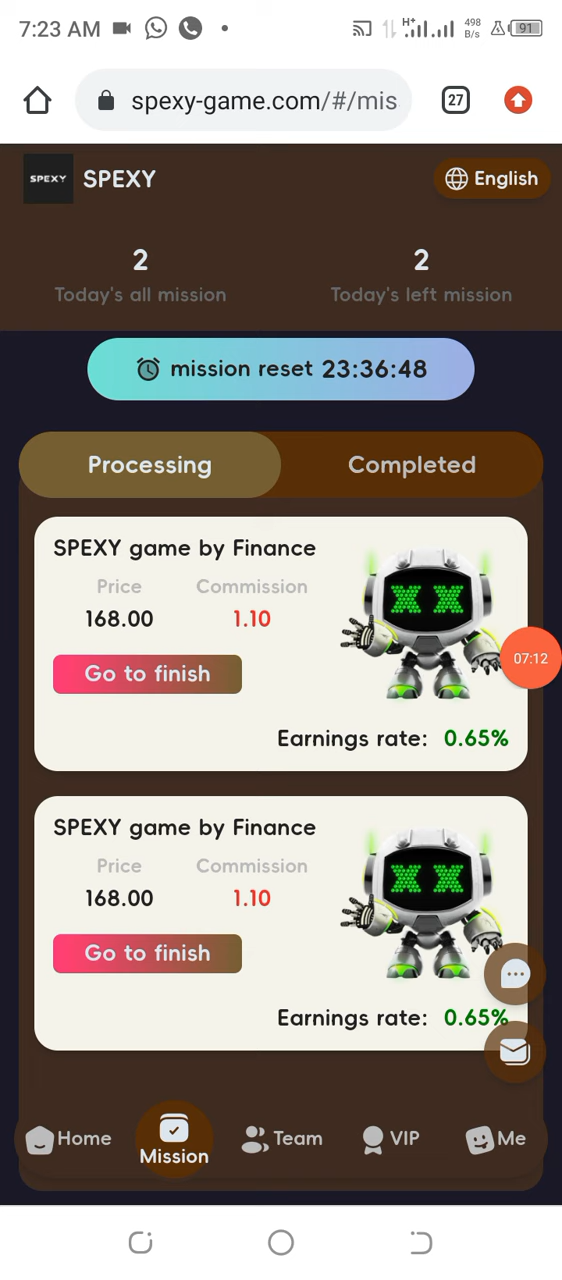 7:23 AM
H+ 498 B/s 91
spexy-game.com/#/mis
27
SPEXY SPEXY English
2 2
Today's all mission Today's left mission
mission reset 23:36:48
Processing Completed
SPEXY game by Finance
Price Commission
168.00 1.10
Go to finish
07:12
Earnings rate: 0.65%
SPEXY game by Finance
Price Commission
168.00 1.10
Go to finish
Earnings rate: 0.65%
Home Mission Team VIP Me